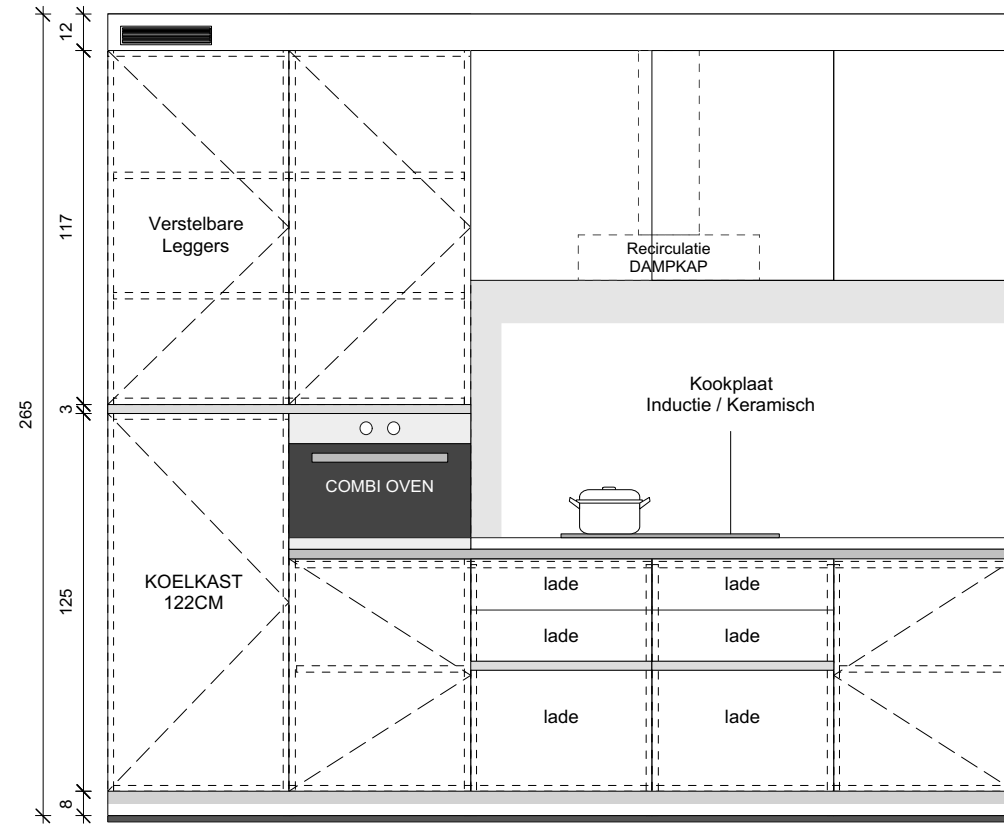 12
117
Verstelbare
Leggers
Recirculatie
DAMPKAP
Kookplaat
Inductie / Keramisch
265
3
COMBI OVEN
KOELKAST
122CM
125
lade
lade
lade
lade
lade
lade
8